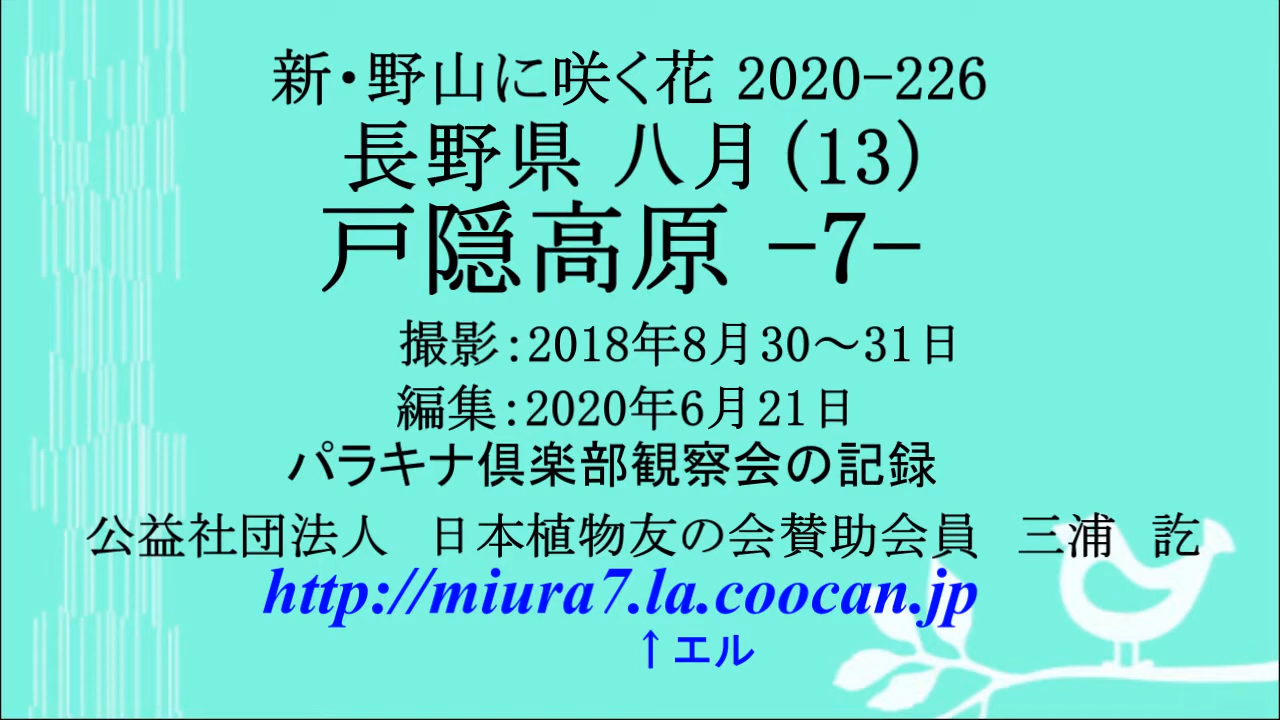 新・野山に咲く花 2020-226
長野県 八月(13)
戸隠高原 -7-
撮影:2018年8月30~31日
編集:2020年6月21日
パラキナ倶楽部観察会の記録
公益社団法人 日本植物友の会賛助会員 三浦 訖
http://miura7.la.coocan.jp
↑エル